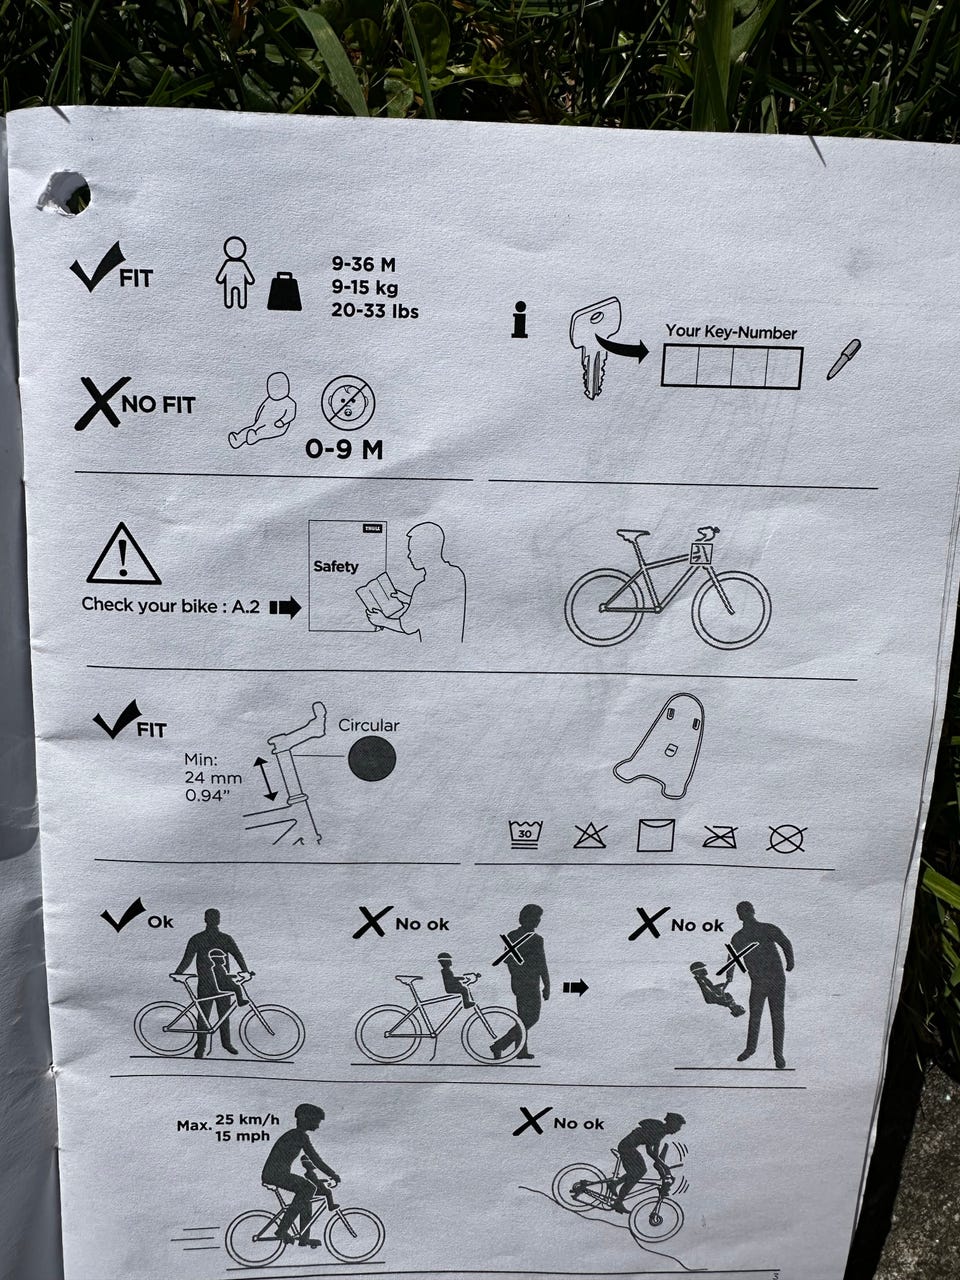 FIT
9-36 M
9-15 kg
20-33 lbs
Your Key-Number
NO FIT
0-9 M
Check your bike : A.2
THULE
Safety
FIT
Min:
24 mm
0.94”
Circular
30
Ok
No ok
No ok
Max. 25 km/h
15 mph
No ok
3